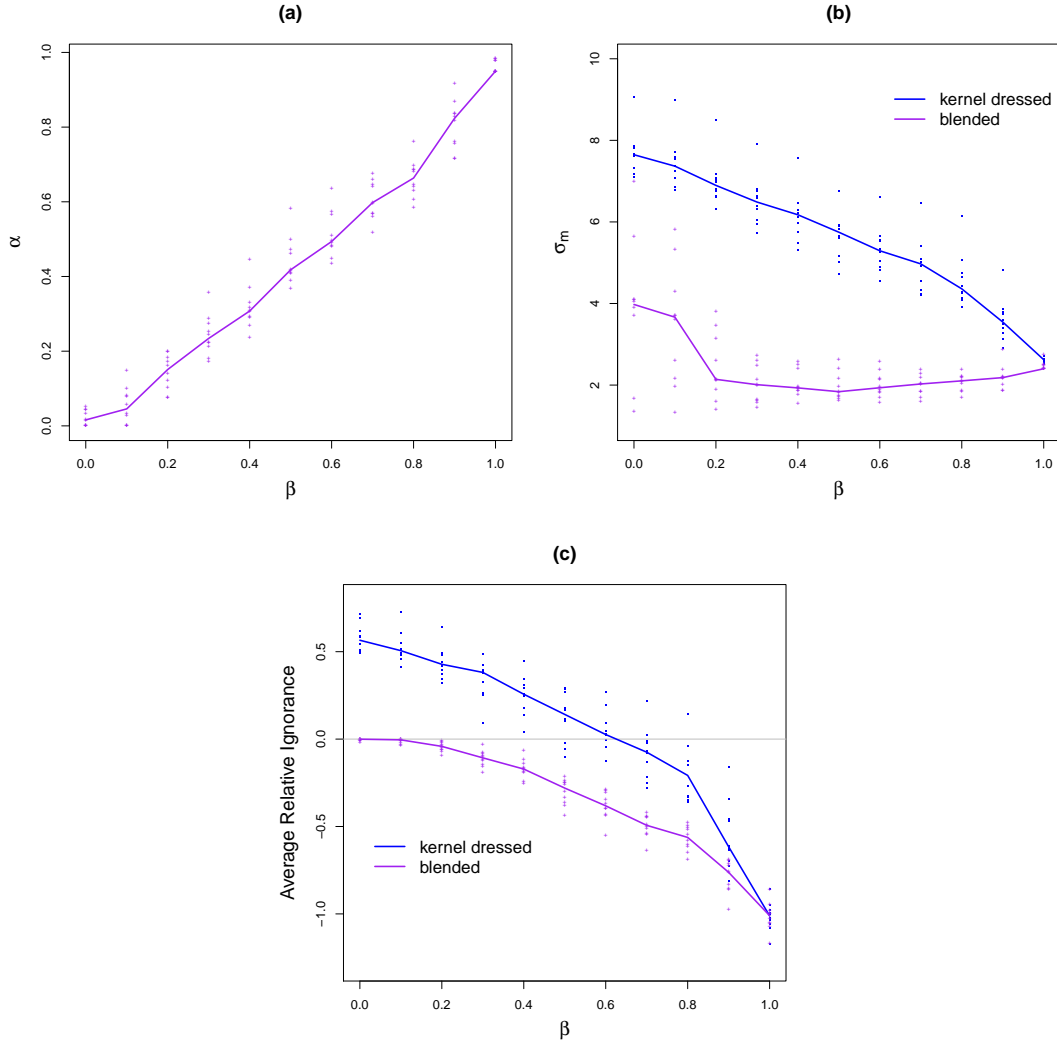 (a)
1.0
0.8
0.6
0.4
0.2
0.0
α
0.0 0.2 0.4 0.6 0.8 1.0
β
(b)
10
8
6
4
2
σm
kernel dressed
blended
0.0 0.2 0.4 0.6 0.8 1.0
β
(c)
0.5
0.0
−0.5
−1.0
Average Relative Ignorance
kernel dressed
blended
0.0 0.2 0.4 0.6 0.8 1.0
β